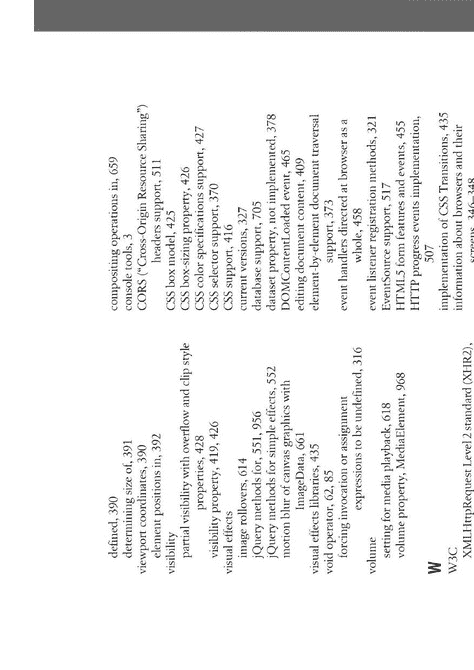 defined, 390
determining size of, 391
viewport coordinates, 390
element positions in, 392
visibility
partial visibility with overflow and clip style
properties, 428
visibility property, 419, 426
visual effects
image rollovers, 614
jQuery methods for, 551, 956
jQuery methods for simple effects, 552
motion blur of canvas graphics with
ImageData, 661
visual effects libraries, 435
void operator, 62, 85
forcing invocation or assignment
expressions to be undefined, 316
volume
setting for media playback, 618
volume property, MediaElement, 968
W
W3C
XMLHttpRequest Level 2 standard (XHR2),
compositing operations in, 659
console tools, 3
CORS (“Cross-Origin Resource Sharing”)
headers support, 511
CSS box model, 425
CSS box-sizing property, 426
CSS color specifications support, 427
CSS selector support, 370
CSS support, 416
current versions, 327
database support, 705
dataset property, not implemented, 378
DOMContentLoaded event, 465
editing document content, 409
element-by-element document traversal
support, 373
event handlers directed at browser as a
whole, 458
event listener registration methods, 321
EventSource support, 517
HTML5 form features and events, 455
HTTP progress events implementation,
507
implementation of CSS Transitions, 435
information about browsers and their
screens, 346–348